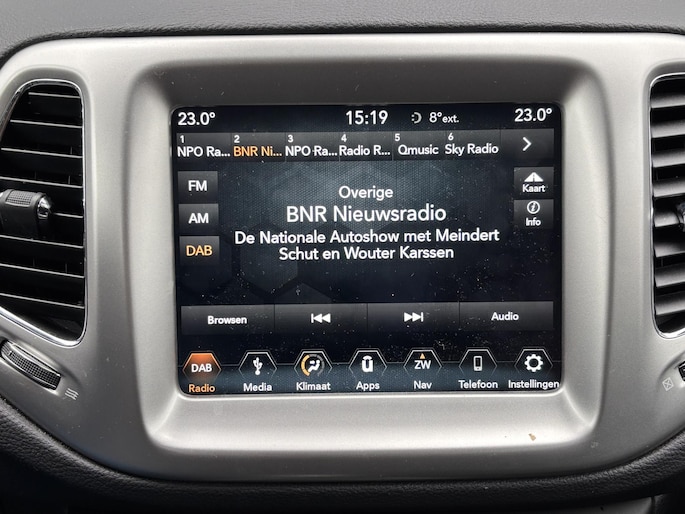 23.0° 15:19 8°ext. 23.0°
1 2 3 4 5 6
NPO Ra... BNR Ni... NPO Ra... Radio R... Qmusic Sky Radio
FM
AM
DAB
Kaart
Info
Overige
BNR Nieuwsradio
De Nationale Autoshow met Meindert
Schut en Wouter Karssen
Browsen Audio
DAB ZW
Radio Media Klimaat Apps Nav Telefoon Instellingen